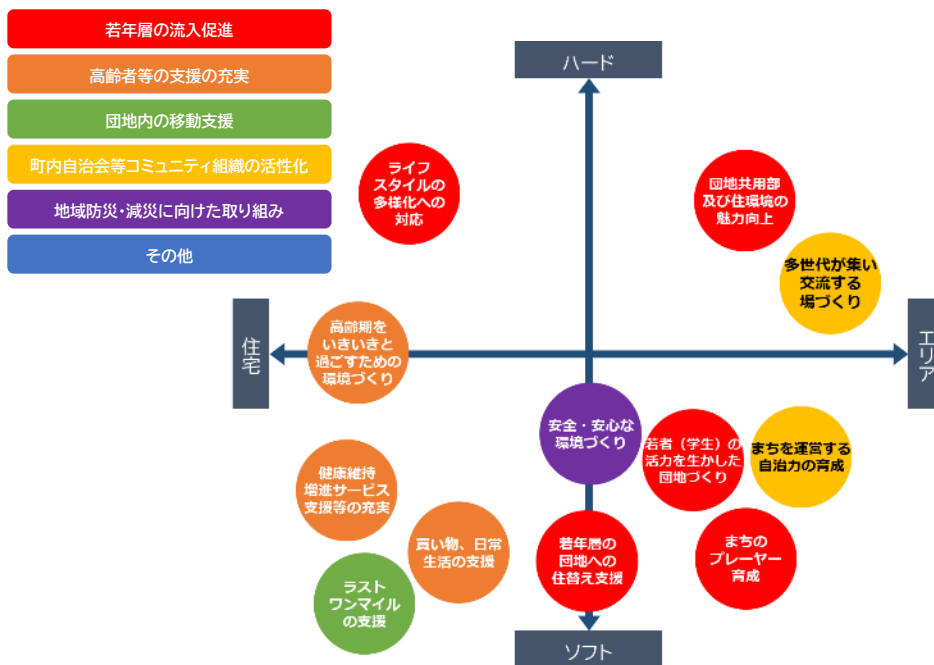 若年層の流入促進
高齢者等の支援の充実
団地内の移動支援
町内自治会等コミュニティ組織の活性化
地域防災・減災に向けた取り組み
その他
ハード
ライフ
スタイルの
多様化への
対応
団地共用部
及び住環境の
魅力向上
多世代が集い
交流する
場づくり
住宅
高齢期を
いきいきと
過ごすための
環境づくり
エリア
安全・安心な
環境づくり
若者（学生）の
活力を生かした
団地づくり
まちを運営する
自治力の育成
健康維持
増進サービス
支援等の充実
買い物、日常
生活の支援
若年層の
団地への
住替え支援
まちの
プレーヤー
育成
ラスト
ワンマイル
の支援
ソフト